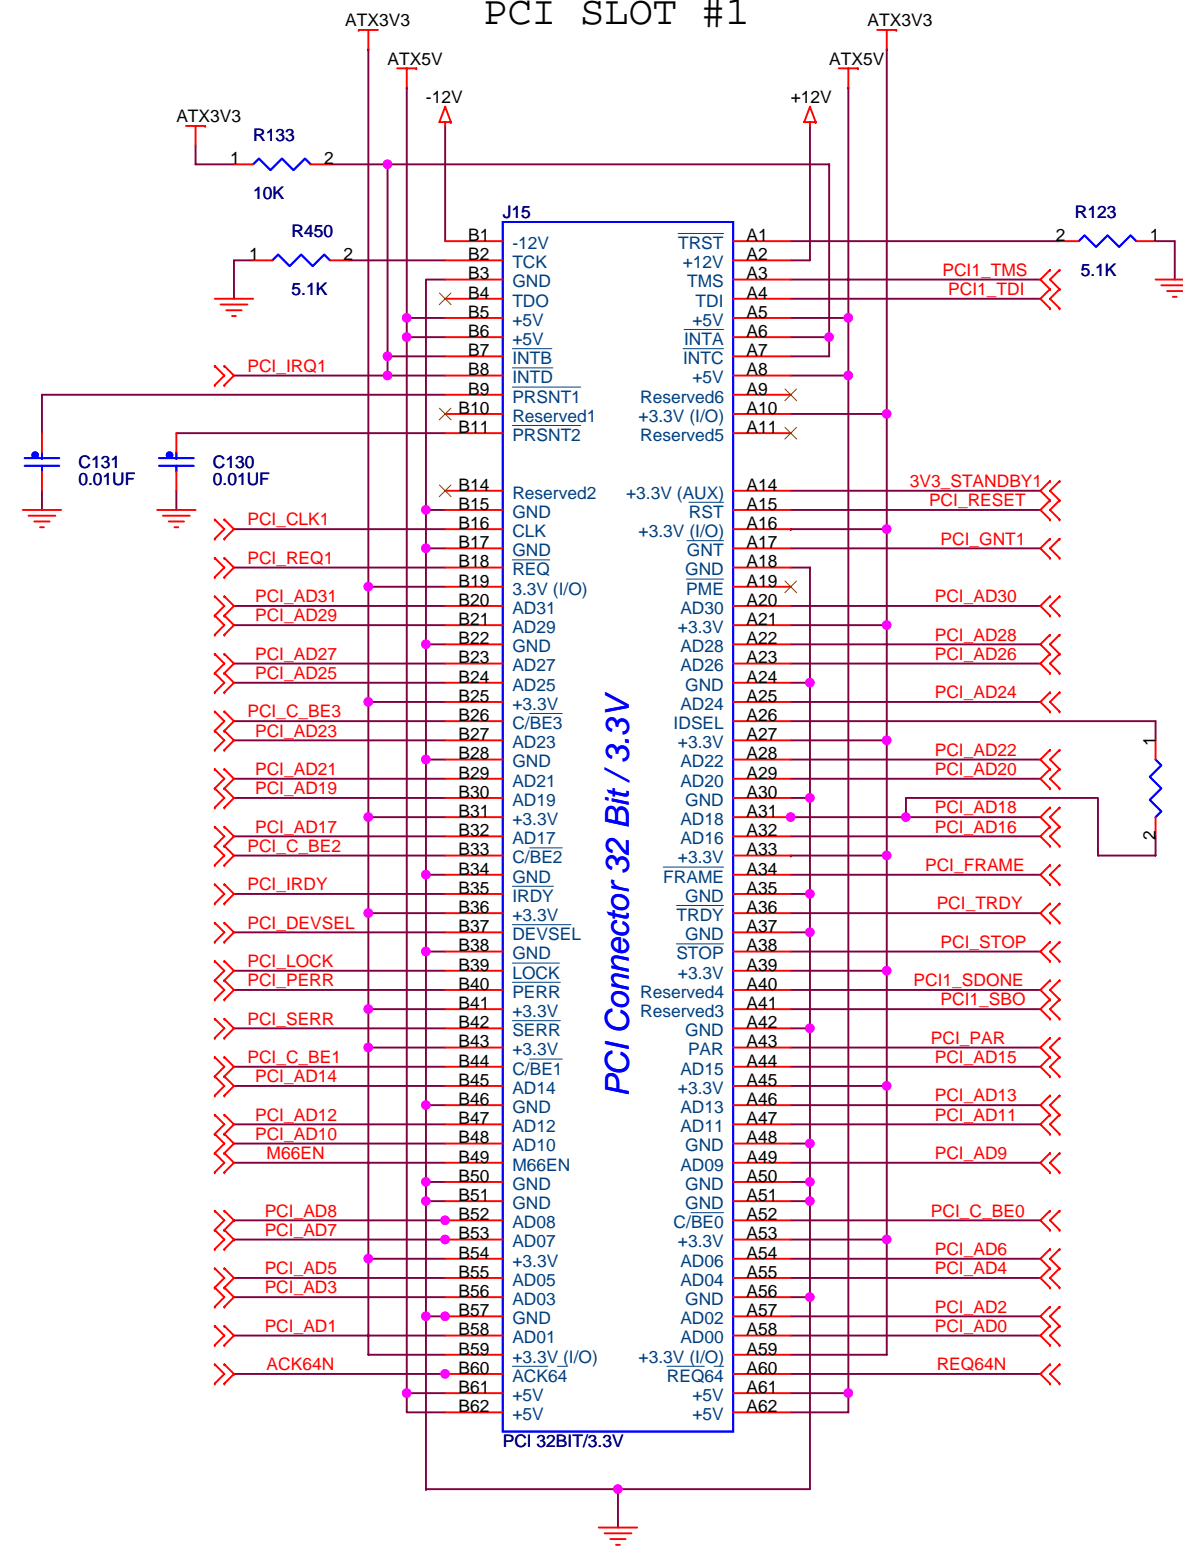 PCI SLOT #1
ATX3V3
ATX3V3
ATX5V
ATX5V
-12V
+12V
ATX3V3
R133
1
2
10K
R450
1
2
5.1K
R123
2
1
5.1K
J15
B1 -12V TRST A1
B2 TCK +12V A2
B3 GND TMS A3 PCI1_TMS
B4 TDO TDI A4 PCI1_TDI
B5 +5V +5V A5
B6 +5V INTA A6
B7 INTB INTC A7
PCI_IRQ1 B8 INTD +5V A8
B9 PRSNT1 Reserved6 A9
B10 Reserved1 +3.3V (I/O) A10
B11 PRSNT2 Reserved5 A11
C131
0.01UF
C130
0.01UF
B14 Reserved2 +3.3V (AUX) A14 3V3_STANDBY1
B15 GND RST A15 PCI_RESET
PCI_CLK1 B16 CLK +3.3V (I/O) A16
B17 GND GNT A17 PCI_GNT1
PCI_REQ1 B18 REQ GND A18
B19 3.3V (I/O) PME A19
PCI_AD31 B20 AD31 AD30 A20 PCI_AD30
PCI_AD29 B21 AD29 +3.3V A21
B22 GND AD28 A22 PCI_AD28
PCI_AD27 B23 AD27 AD26 A23 PCI_AD26
PCI_AD25 B24 AD25 GND A24
B25 +3.3V AD24 A25 PCI_AD24
PCI_C_BE3 B26 C/BE3 IDSEL A26
PCI_AD23 B27 AD23 +3.3V A27
B28 GND AD22 A28 PCI_AD22
PCI_AD21 B29 AD21 AD20 A29 PCI_AD20
PCI_AD19 B30 AD19 GND A30
B31 +3.3V AD18 A31 PCI_AD18
PCI_AD17 B32 AD17 AD16 A32 PCI_AD16
PCI_C_BE2 B33 C/BE2 +3.3V A33
B34 GND FRAME A34 PCI_FRAME
PCI_IRDY B35 IRDY GND A35
B36 +3.3V TRDY A36 PCI_TRDY
PCI_DEVSEL B37 DEVSEL GND A37
B38 GND STOP A38 PCI_STOP
PCI_LOCK B39 LOCK +3.3V A39
PCI_PERR B40 PERR Reserved4 A40 PCI1_SDONE
B41 +3.3V Reserved3 A41 PCI1_SBO
PCI_SERR B42 SERR GND A42
B43 +3.3V PAR A43 PCI_PAR
PCI_C_BE1 B44 C/BE1 AD15 A44 PCI_AD15
PCI_AD14 B45 AD14 +3.3V A45
B46 GND AD13 A46 PCI_AD13
PCI_AD12 B47 AD12 AD11 A47 PCI_AD11
PCI_AD10 B48 AD10 GND A48
M66EN B49 M66EN AD09 A49 PCI_AD9
B50 GND GND A50
B51 GND GND A51
PCI_AD8 B52 AD08 C/BE0 A52 PCI_C_BE0
PCI_AD7 B53 AD07 +3.3V A53
B54 +3.3V AD06 A54 PCI_AD6
PCI_AD5 B55 AD05 AD04 A55 PCI_AD4
PCI_AD3 B56 AD03 GND A56
B57 GND AD02 A57 PCI_AD2
PCI_AD1 B58 AD01 AD00 A58 PCI_AD0
B59 +3.3V (I/O) +3.3V (I/O) A59
ACK64N B60 ACK64 REQ64 A60 REQ64N
B61 +5V +5V A61
B62 +5V +5V A62
1
2
PCI Connector 32 Bit / 3.3V
PCI 32BIT/3.3V